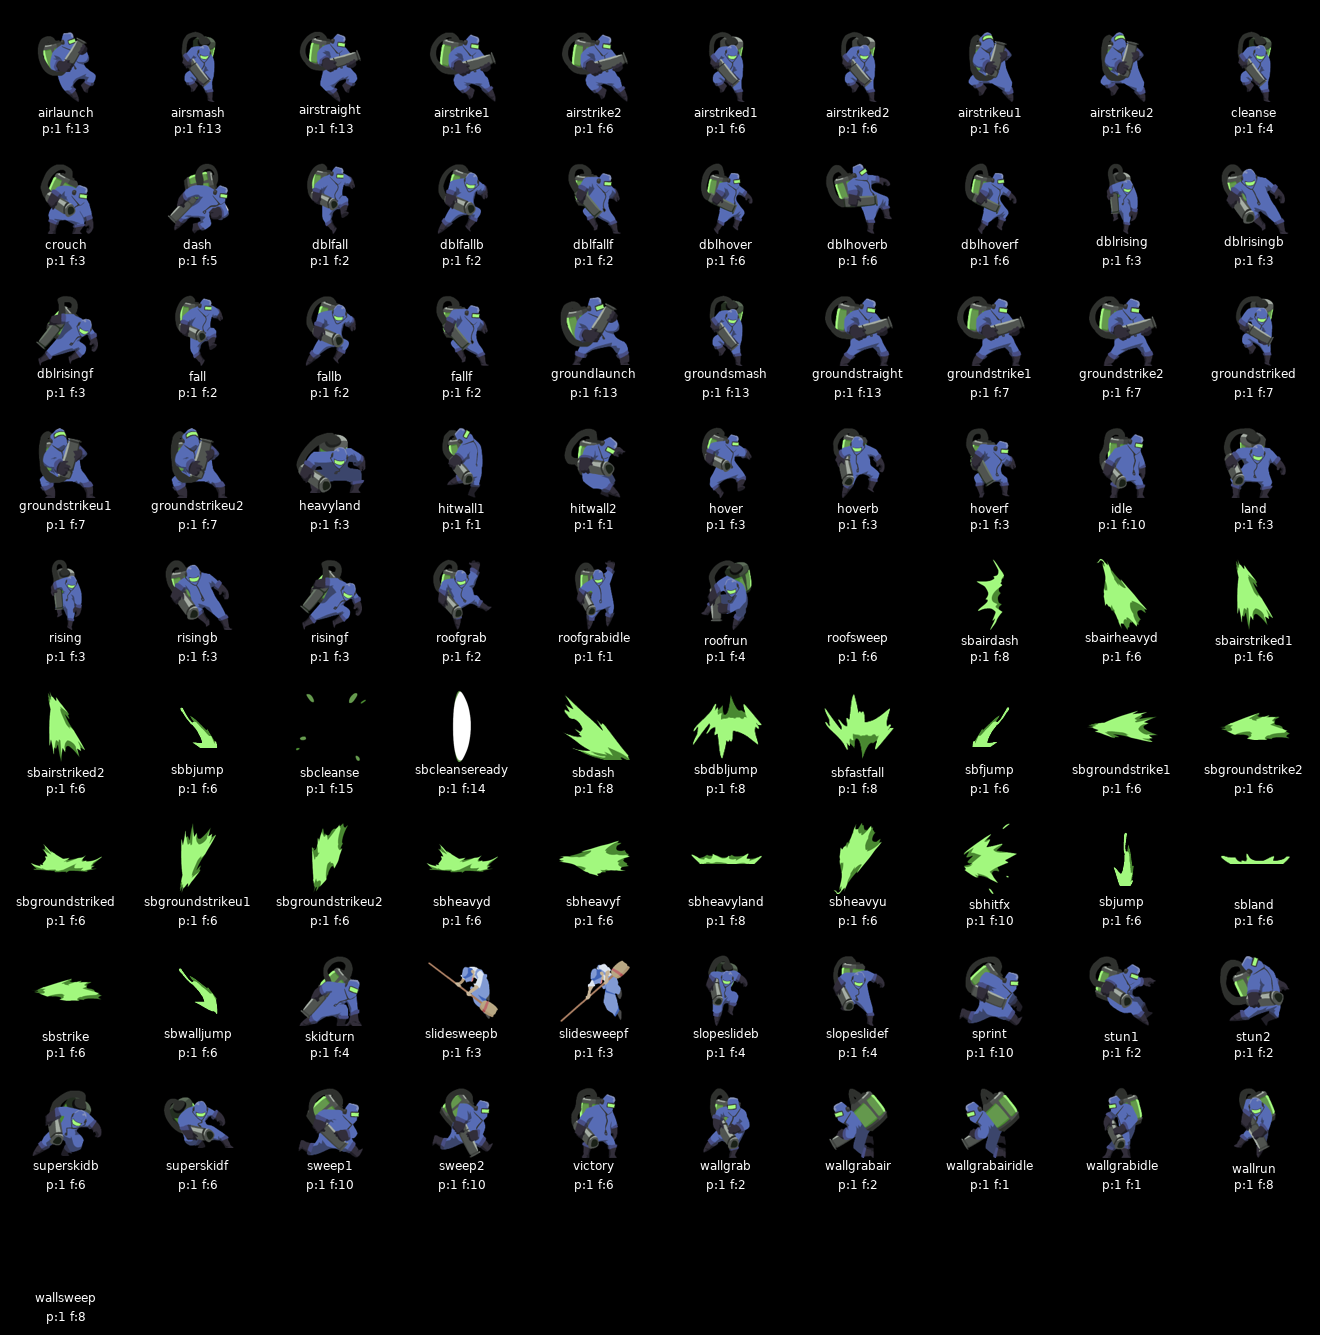 airlaunch airsmash airstraight airstrike1 airstrike2 airstriked1 airstriked2 airstrikeu1 airstrikeu2 cleanse
p:1 f:13 p:1 f:13 p:1 f:13 p:1 f:6 p:1 f:6 p:1 f:6 p:1 f:6 p:1 f:6 p:1 f:6 p:1 f:4
crouch dash dblfall dblfallb dblfallf dblhover dblhoverb dblhoverf dblrising dblrisingb
p:1 f:3 p:1 f:5 p:1 f:2 p:1 f:2 p:1 f:2 p:1 f:6 p:1 f:6 p:1 f:6 p:1 f:3 p:1 f:3
dblrisingf fall fallb fallf groundlaunch groundsmash groundstraight groundstrike1 groundstrike2 groundstriked
p:1 f:3 p:1 f:2 p:1 f:2 p:1 f:2 p:1 f:13 p:1 f:13 p:1 f:13 p:1 f:7 p:1 f:7 p:1 f:7
groundstrikeu1 groundstrikeu2 heavyland hitwall1 hitwall2 hover hoverb hoverf idle land
p:1 f:7 p:1 f:7 p:1 f:3 p:1 f:1 p:1 f:1 p:1 f:3 p:1 f:3 p:1 f:3 p:1 f:10 p:1 f:3
rising risingb risingf roofgrab roofgrabidle roofrun roofsweep sbairdash sbairheavyd sbairstriked1
p:1 f:3 p:1 f:3 p:1 f:3 p:1 f:2 p:1 f:1 p:1 f:4 p:1 f:6 p:1 f:8 p:1 f:6 p:1 f:6
sbairstriked2 sbbjump sbcleanse sbcleanseready sbdash sbdbljump sbfastfall sbfjump sbgroundstrike1 sbgroundstrike2
p:1 f:6 p:1 f:6 p:1 f:15 p:1 f:14 p:1 f:8 p:1 f:8 p:1 f:8 p:1 f:6 p:1 f:6 p:1 f:6
sbgroundstriked sbgroundstrikeu1 sbgroundstrikeu2 sbheavyd sbheavyf sbheavyland sbheavyu sbhitfx sbjump sbland
p:1 f:6 p:1 f:6 p:1 f:6 p:1 f:6 p:1 f:6 p:1 f:8 p:1 f:6 p:1 f:10 p:1 f:6 p:1 f:6
sbstrike sbwalljump skidturn slidesweepb slidesweepf slopeslideb slopeslidef sprint stun1 stun2
p:1 f:6 p:1 f:6 p:1 f:4 p:1 f:3 p:1 f:3 p:1 f:4 p:1 f:4 p:1 f:10 p:1 f:2 p:1 f:2
superskidb superskidf sweep1 sweep2 victory wallgrab wallgrabair wallgrabairidle wallgrabidle wallrun
p:1 f:6 p:1 f:6 p:1 f:10 p:1 f:10 p:1 f:6 p:1 f:2 p:1 f:2 p:1 f:1 p:1 f:1 p:1 f:8
wallsweep
p:1 f:8